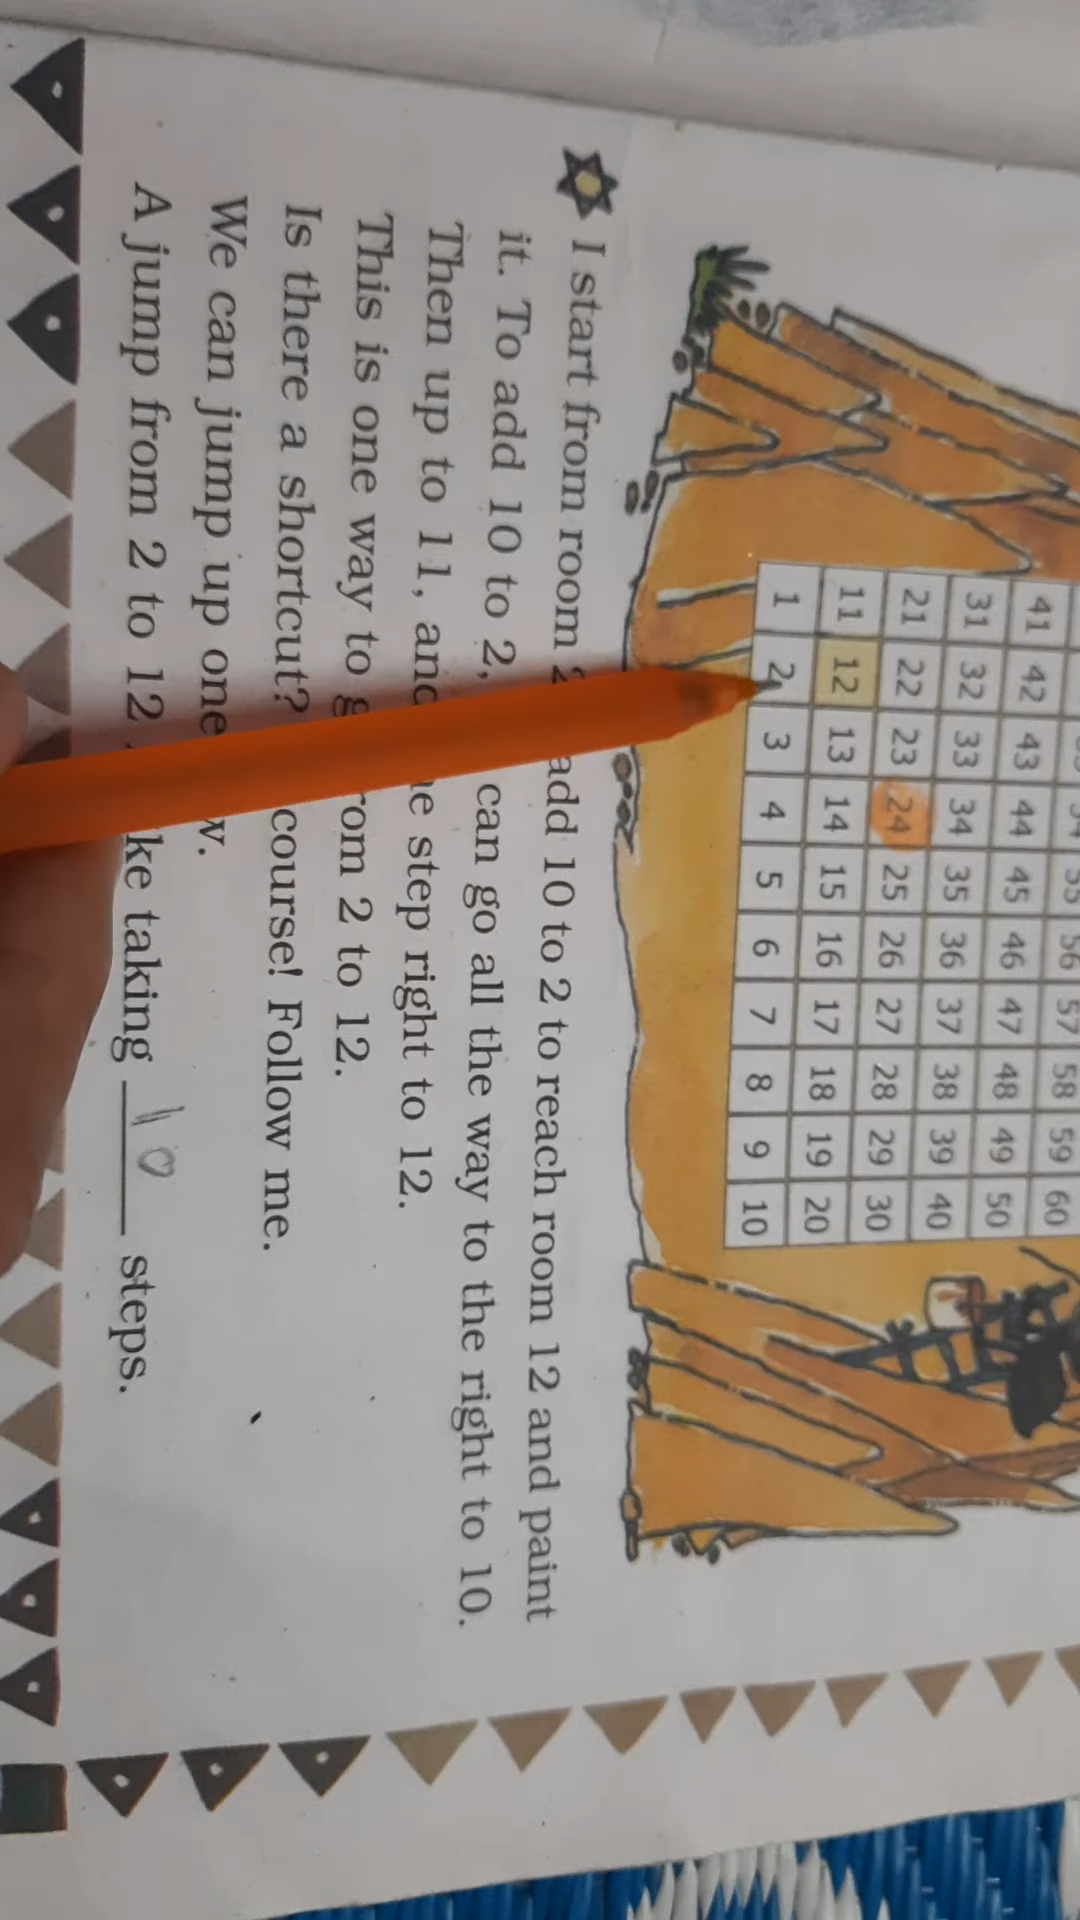 41 42 43 44 45 46 47 48 49 50
31 32 33 34 35 36 37 38 39 40
21 22 23 24 25 26 27 28 29 30
11 12 13 14 15 16 17 18 19 20
1 2 3 4 5 6 7 8 9 10
I start from room 2 add 10 to 2 to reach room 12 and paint
it. To add 10 to 2, can go all the way to the right to 10.
Then up to 11, and step right to 12.
This is one way to from 2 to 12.
Is there a shortcut? course! Follow me.
We can jump up one
A jump from 2 to 12 taking 10 steps.